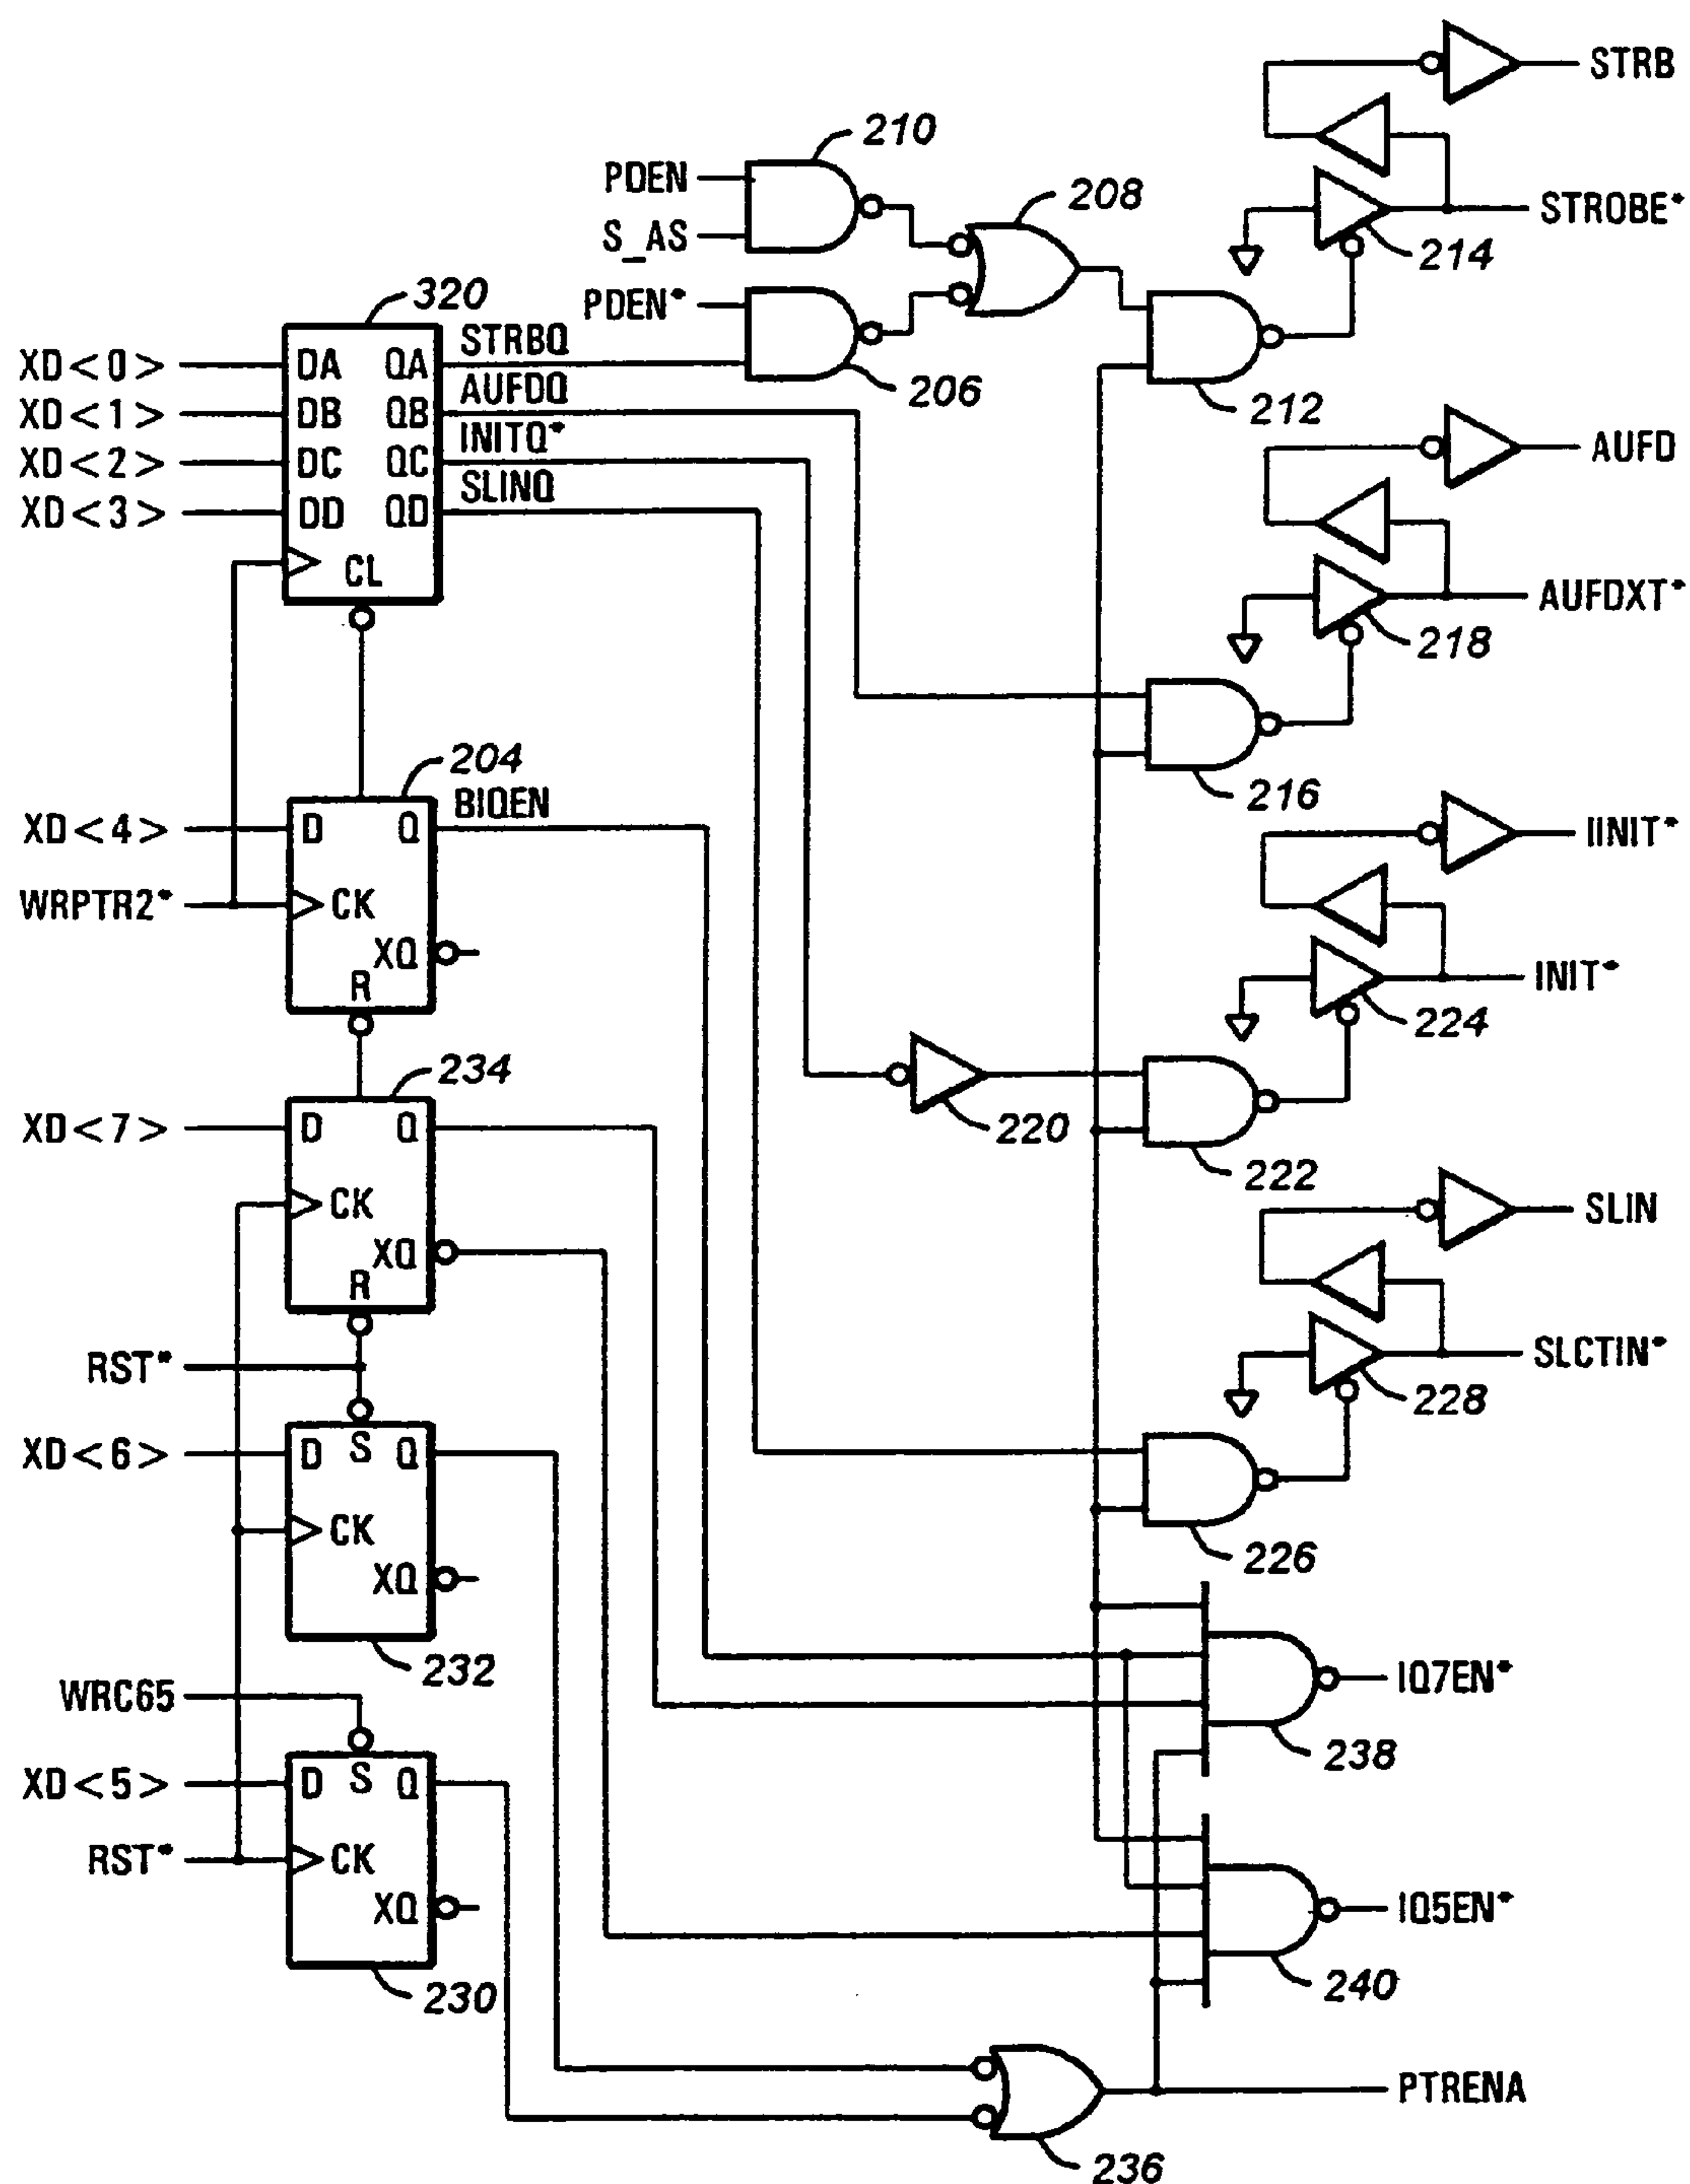 STRB
210
PDEN
S_AS
208
STROBE*
214
320
PDEN*
XD<0>
DA
QA
STRBQ
206
212
XD<1>
DB
QB
AUFDQ
AUFD
XD<2>
DC
QC
INITQ*
XD<3>
DD
QD
SLINQ
CL
AUFDXT*
218
204
216
XD<4>
D
Q
BIQEN
IINIT*
WRPTR2*
CK
XQ
R
INIT*
224
234
XD<7>
D
Q
220
222
CK
XQ
R
SLIN
RST*
SLCTIN*
228
XD<6>
D
S
Q
CK
XQ
226
232
WRC65
IQ7EN*
238
XD<5>
D
S
Q
RST*
CK
XQ
IQ5EN*
240
230
PTRENA
236